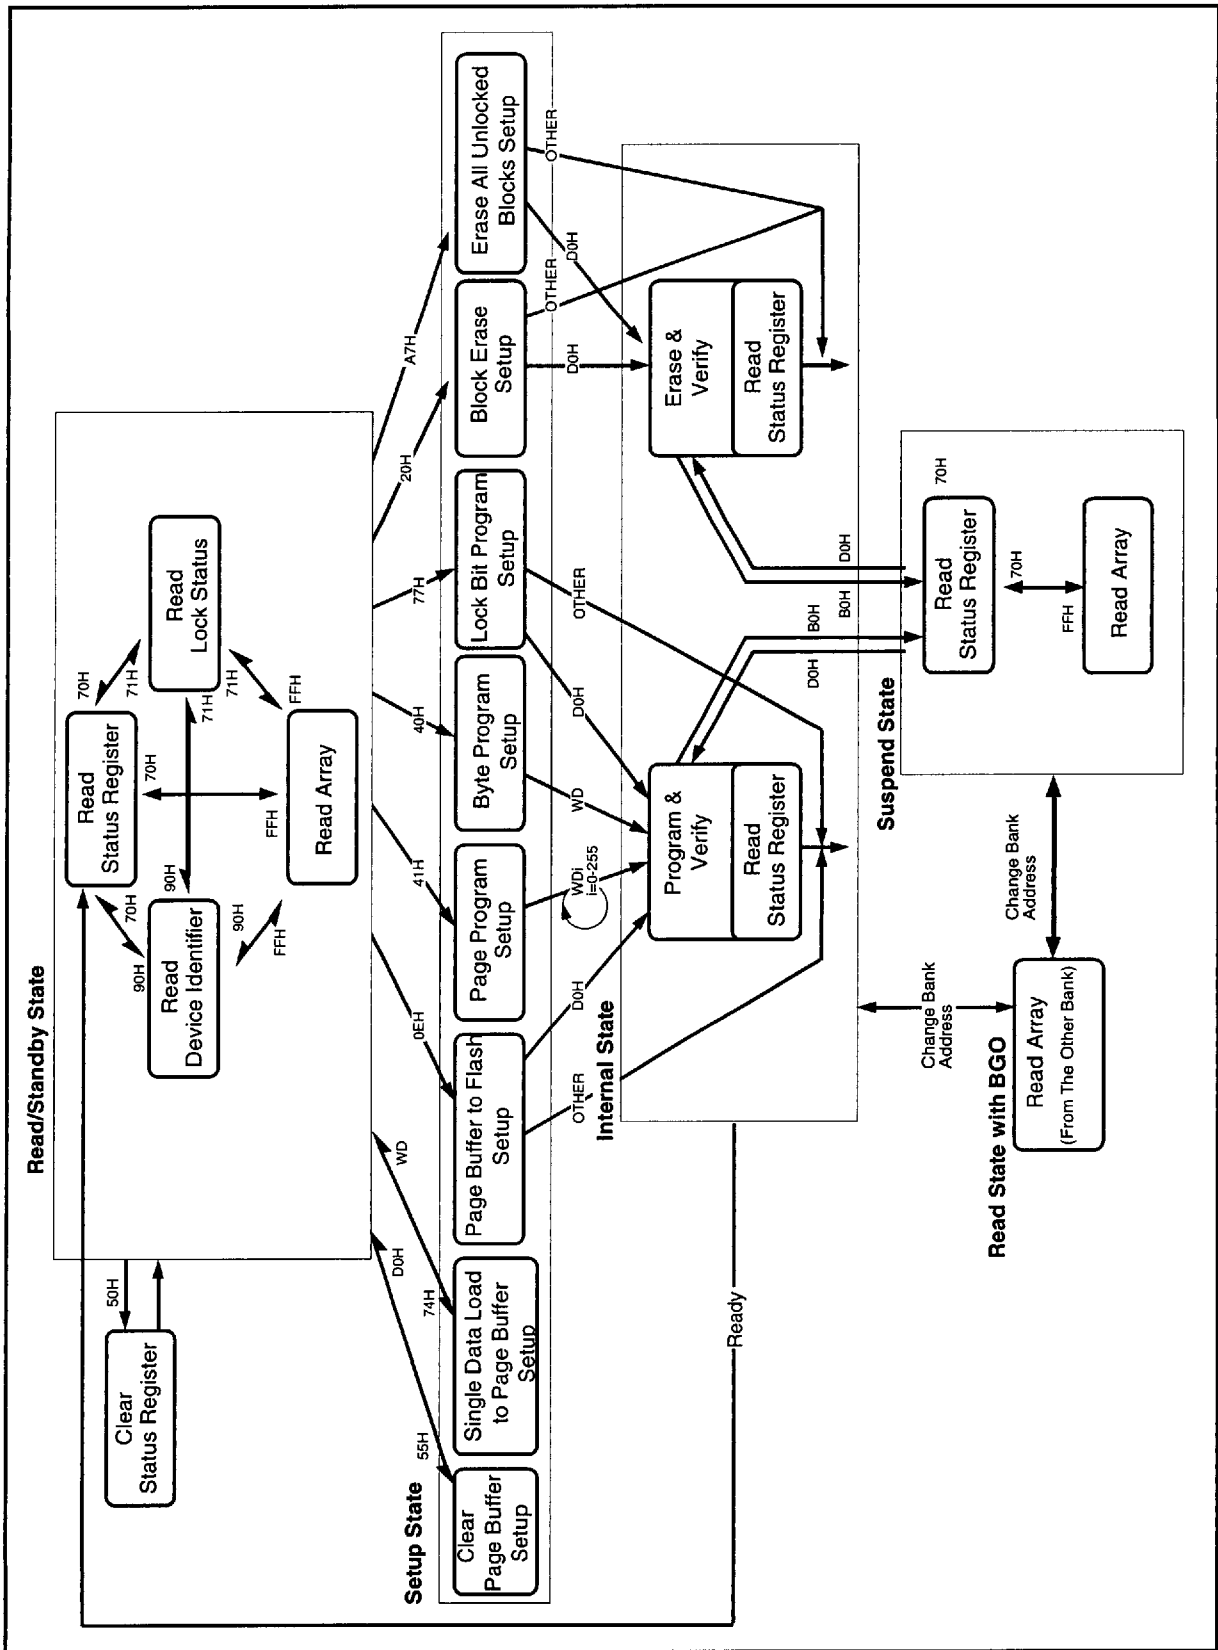 Read/Standby State
Clear
Status Register
50H
Read
Status Register
Read
Device Identifier
Read
Lock Status
Read Array
90H
70H
70H
71H
90H
71H
70H
FFH
90H
FFH
71H
FFH
55H
D0H
74H
WD
0EH
41H
40H
77H
20H
A7H
Setup State
Clear
Page Buffer
Setup
Single Data Load
to Page Buffer
Setup
Page Buffer to Flash
Setup
Page Program
Setup
Byte Program
Setup
Lock Bit Program
Setup
Block Erase
Setup
Erase All Unlocked
Blocks Setup
OTHER
D0H
WDi
i=0-255
WD
D0H
OTHER
D0H
OTHER
D0H
OTHER
Internal State
Program &
Verify
Read
Status Register
Erase &
Verify
Read
Status Register
Ready
D0H
B0H
B0H
D0H
Suspend State
Read
Status Register
70H
FFH
70H
Read Array
Change Bank
Address
Change Bank
Address
Read State with BGO
Read Array
(From The Other Bank)